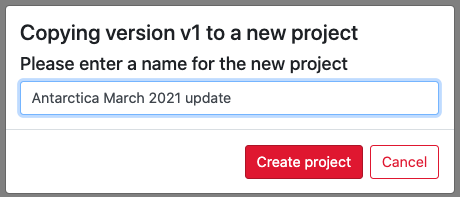 Copying version v1 to a new project
Please enter a name for the new project
Antarctica March 2021 update
Create project
Cancel